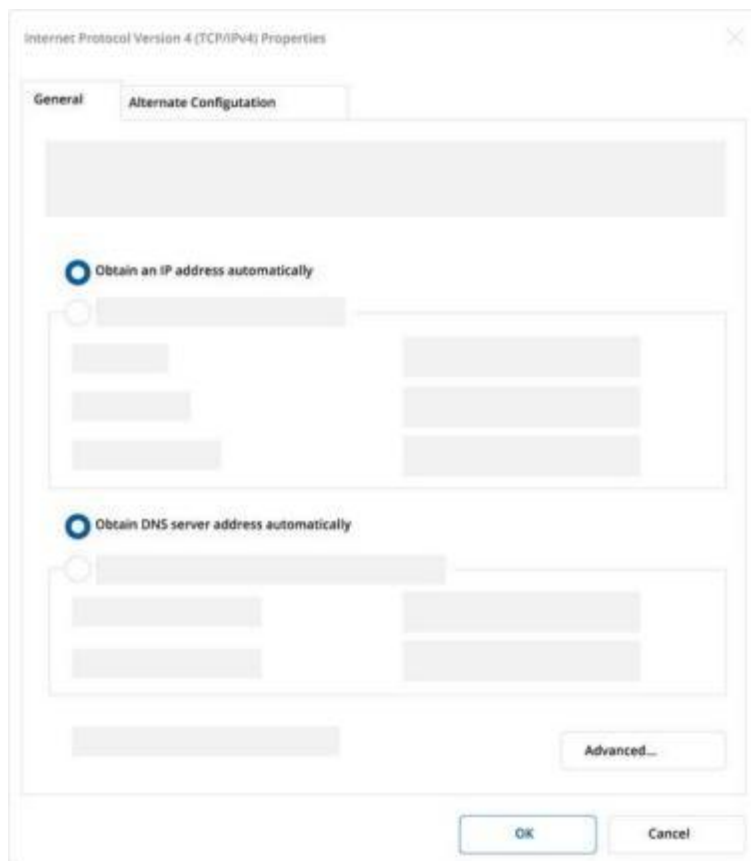 Internet Protocol Version 4 (TCP/IPv4) Properties
General
Alternate Configutation
Obtain an IP address automatically
Obtain DNS server address automatically
Advanced...
OK
Cancel